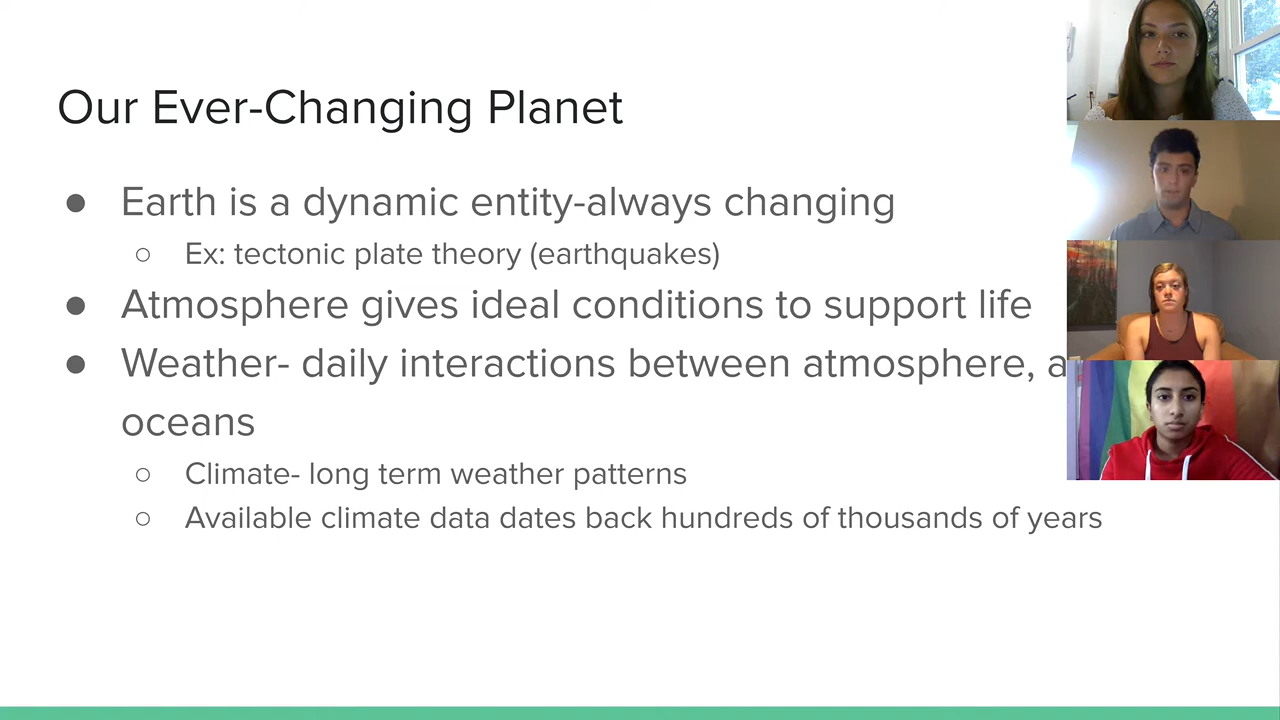 Our Ever-Changing Planet
● Earth is a dynamic entity-always changing
○ Ex: tectonic plate theory (earthquakes)
● Atmosphere gives ideal conditions to support life
● Weather- daily interactions between atmosphere,
oceans
○ Climate- long term weather patterns
○ Available climate data dates back hundreds of thousands of years